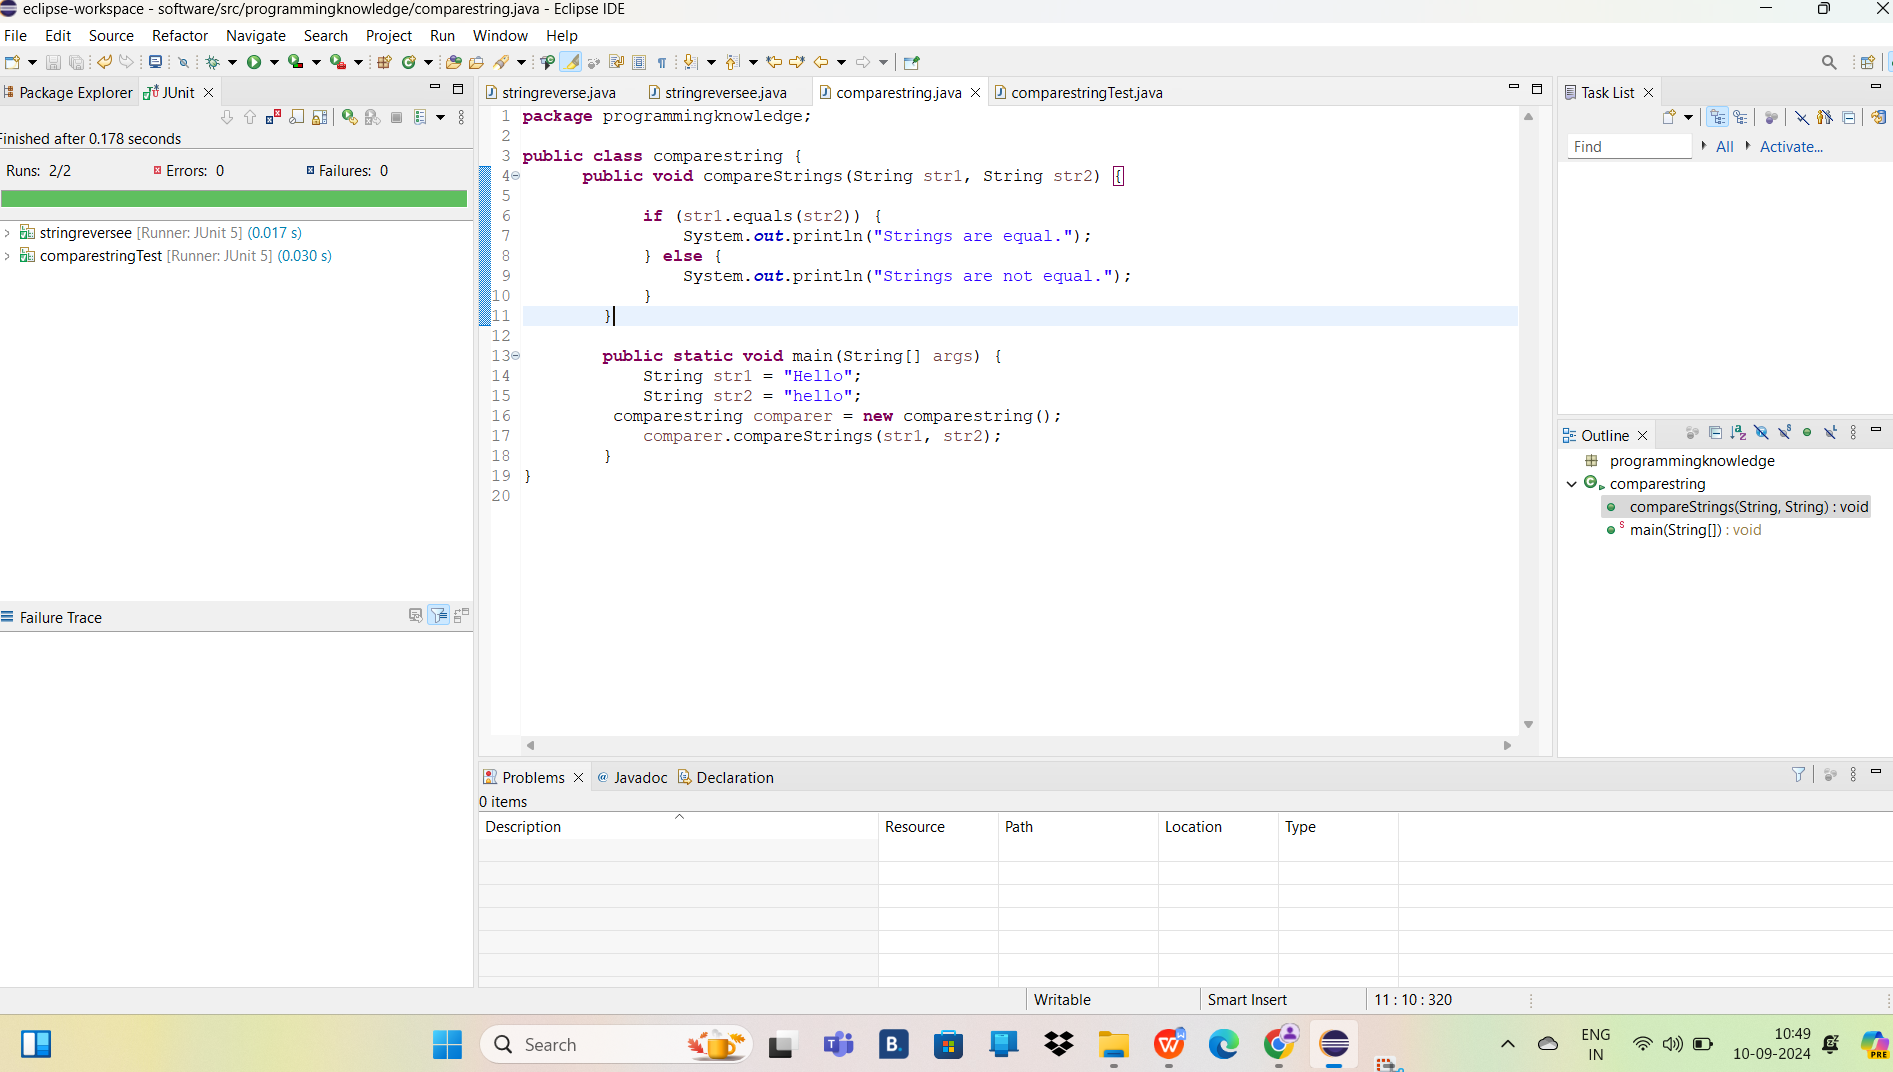 eclipse-workspace - software/src/programmingknowledge/comparestring.java - Eclipse IDE
File Edit Source Refactor Navigate Search Project Run Window Help
Package Explorer JUnit
Finished after 0.178 seconds
Runs: 2/2 Errors: 0 Failures: 0
stringreversee [Runner: JUnit 5] (0.017 s)
comparestringTest [Runner: JUnit 5] (0.030 s)
Failure Trace
stringreverse.java stringreversee.java comparestring.java comparestringTest.java
1 package programmingknowledge;
2
3 public class comparestring {
4 public void compareStrings(String str1, String str2) {
5
6 if (str1.equals(str2)) {
7 System.out.println("Strings are equal.");
8 } else {
9 System.out.println("Strings are not equal.");
10 }
11 }
12
13 public static void main(String[] args) {
14 String str1 = "Hello";
15 String str2 = "hello";
16 comparestring comparer = new comparestring();
17 comparer.compareStrings(str1, str2);
18 }
19 }
20
Task List
Find All Activate...
Outline
programmingknowledge
comparestring
compareStrings(String, String) : void
main(String[]) : void
Problems Javadoc Declaration
0 items
Description Resource Path Location Type
Writable Smart Insert 11 : 10 : 320
Search
ENG
IN
10:49
10-09-2024
PRE